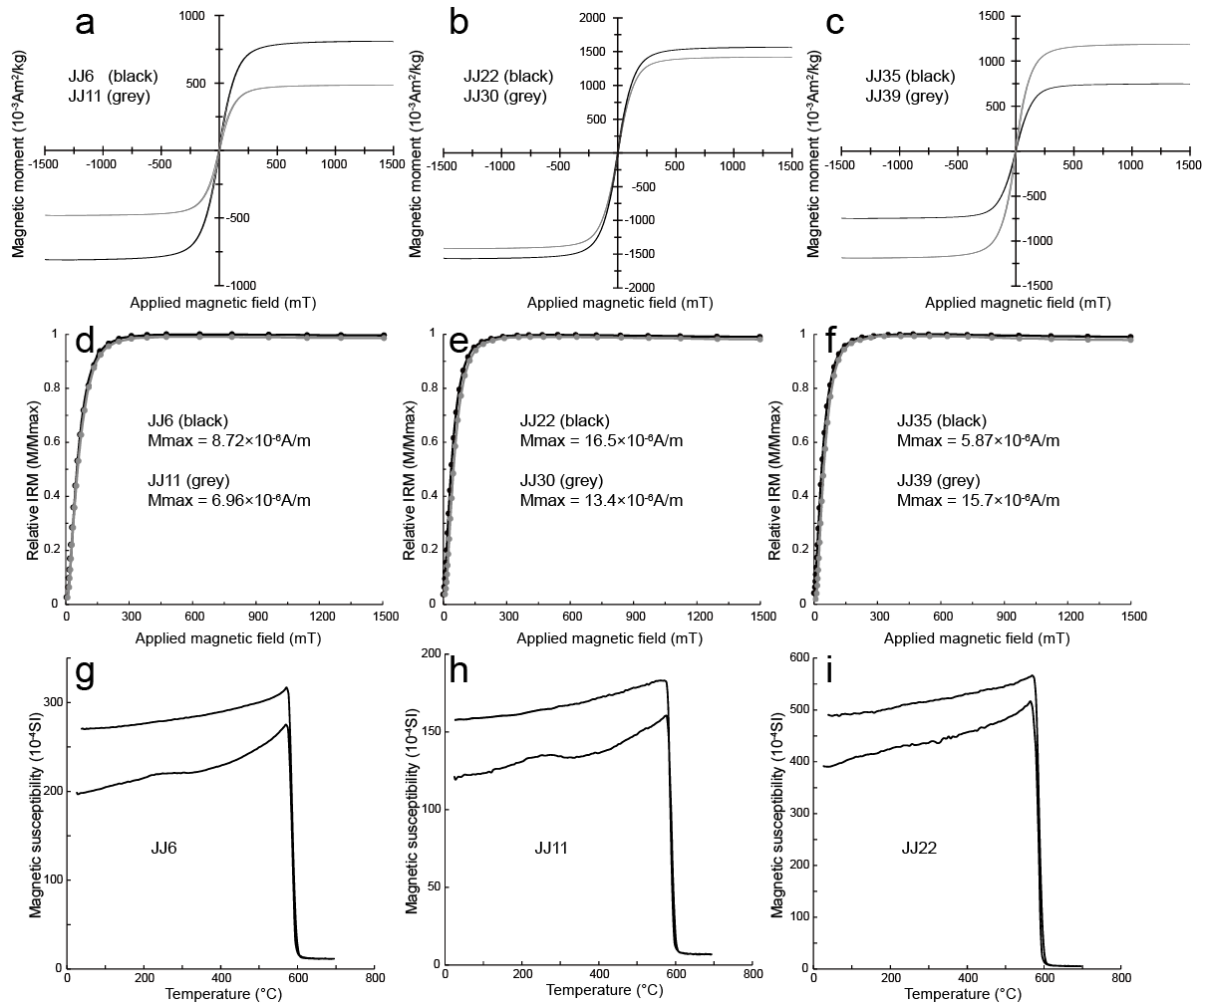 a
1000
500
-500
-1000
-1500 -1000 -500 500 1000 1500
JJ6 (black)
JJ11 (grey)
Magnetic moment (10⁻³Am²/kg)
Applied magnetic field (mT)
b
2000
1500
1000
500
-500
-1000
-1500
-2000
-1500 -1000 -500 500 1000 1500
JJ22 (black)
JJ30 (grey)
Magnetic moment (10⁻³Am²/kg)
Applied magnetic field (mT)
c
1500
1000
500
-500
-1000
-1500
-1500 -1000 -500 500 1000 1500
JJ35 (black)
JJ39 (grey)
Magnetic moment (10⁻³Am²/kg)
Applied magnetic field (mT)
d
1
0.8
0.6
0.4
0.2
0
0 300 600 900 1200 1500
JJ6 (black)
Mmax = 8.72×10⁻⁶A/m
JJ11 (grey)
Mmax = 6.96×10⁻⁶A/m
Relative IRM (M/Mmax)
Applied magnetic field (mT)
e
1
0.8
0.6
0.4
0.2
0
0 300 600 900 1200 1500
JJ22 (black)
Mmax = 16.5×10⁻⁶A/m
JJ30 (grey)
Mmax = 13.4×10⁻⁶A/m
Relative IRM (M/Mmax)
Applied magnetic field (mT)
f
1
0.8
0.6
0.4
0.2
0
0 300 600 900 1200 1500
JJ35 (black)
Mmax = 5.87×10⁻⁶A/m
JJ39 (grey)
Mmax = 15.7×10⁻⁶A/m
Relative IRM (M/Mmax)
Applied magnetic field (mT)
g
300
200
100
0
0 200 400 600 800
JJ6
Magnetic susceptibility (10⁻⁴SI)
Temperature (°C)
h
200
150
100
50
0
0 200 400 600 800
JJ11
Magnetic susceptibility (10⁻⁴SI)
Temperature (°C)
i
600
500
400
300
200
100
0
0 200 400 600 800
JJ22
Magnetic susceptibility (10⁻⁴SI)
Temperature (°C)